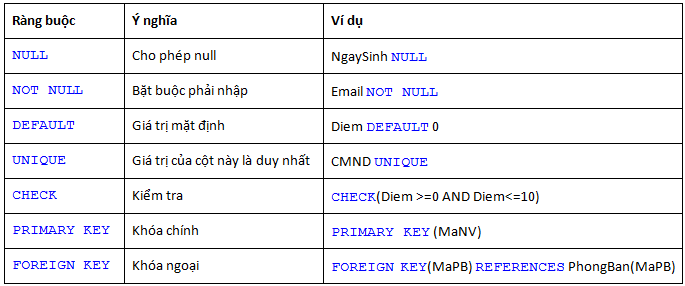 Ràng buộc Ý nghĩa Ví dụ
NULL Cho phép null NgaySinh NULL
NOT NULL Bặt buộc phải nhập Email NOT NULL
DEFAULT Giá trị mặt định Diem DEFAULT 0
UNIQUE Giá trị của cột này là duy nhất CMND UNIQUE
CHECK Kiểm tra CHECK(Diem >=0 AND Diem<=10)
PRIMARY KEY Khóa chính PRIMARY KEY (MaNV)
FOREIGN KEY Khóa ngoại FOREIGN KEY(MaPB) REFERENCES PhongBan(MaPB)